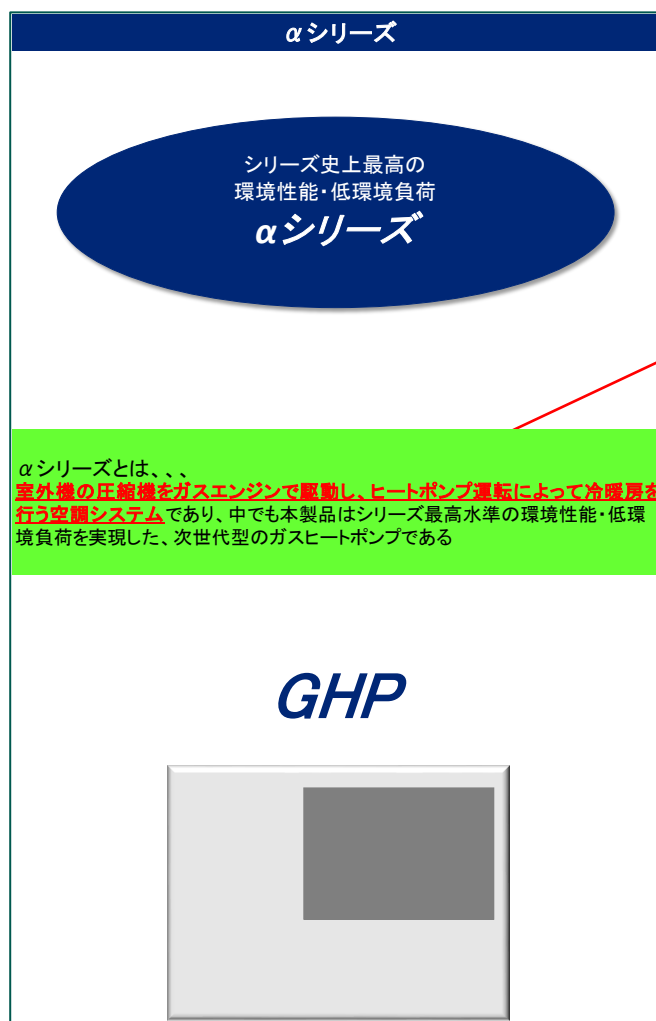 αシリーズ
シリーズ史上最高の
環境性能・低環境負荷
αシリーズ
αシリーズとは、、、
室外機の圧縮機をガスエンジンで駆動し、ヒートポンプ運転によって冷暖房を
行う空調システムであり、中でも本製品はシリーズ最高水準の環境性能・低環
境負荷を実現した、次世代型のガスヒートポンプである
GHP